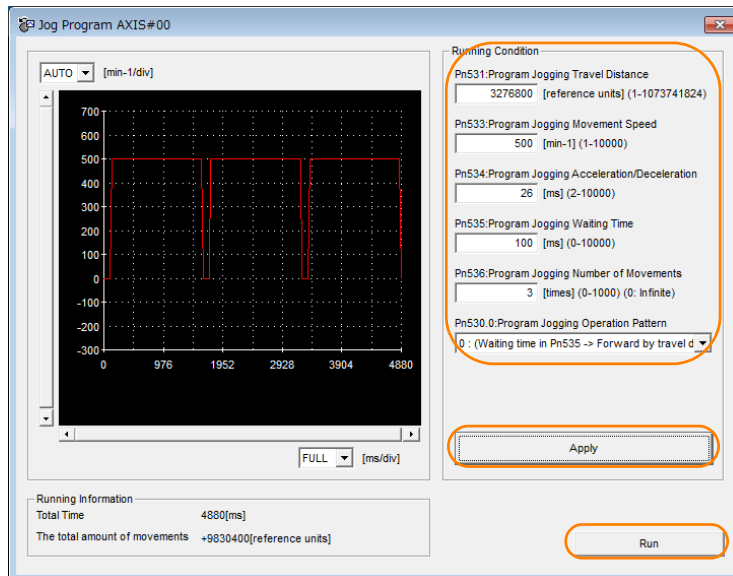 Jog Program AXIS#00
AUTO [min-1/div]
700
600
500
400
300
200
100
0
-100
-200
-300
0 976 1952 2928 3904 4880
FULL [ms/div]
Running Condition
Pn531:Program Jogging Travel Distance
3276800 [reference units] (1-1073741824)
Pn533:Program Jogging Movement Speed
500 [min-1] (1-10000)
Pn534:Program Jogging Acceleration/Deceleration
26 [ms] (2-10000)
Pn535:Program Jogging Waiting Time
100 [ms] (0-10000)
Pn536:Program Jogging Number of Movements
3 [times] (0-1000) (0: Infinite)
Pn530.0:Program Jogging Operation Pattern
0 : (Waiting time in Pn535 -> Forward by travel d
Apply
Running Information
Total Time 4880[ms]
The total amount of movements +9830400[reference units]
Run